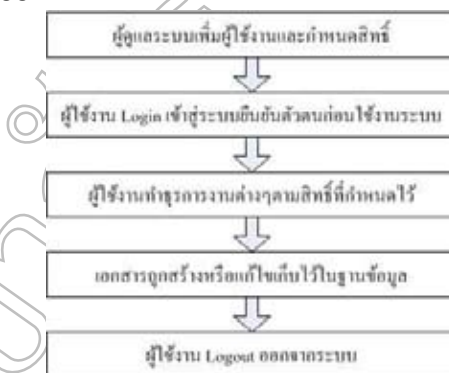 ผู้ดูแลระบบเพิ่มผู้ใช้งานและกำหนดสิทธิ์
ผู้ใช้งาน Login เข้าสู่ระบบยืนยันตัวตนก่อนใช้งานระบบ
ผู้ใช้งานทำธุรการงานต่างๆตามสิทธิ์ที่กำหนดไว้
เอกสารถูกสร้างหรือแก้ไขเก็บไว้ในฐานข้อมูล
ผู้ใช้งาน Logout ออกจากระบบ